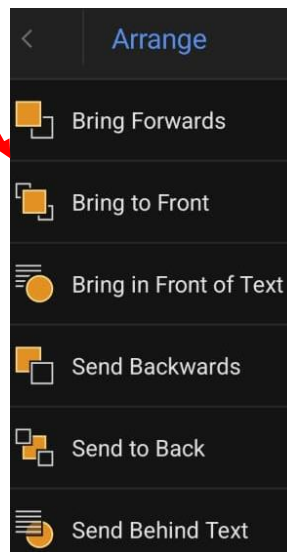 Arrange
Bring Forwards
Bring to Front
Bring in Front of Text
Send Backwards
Send to Back
Send Behind Text